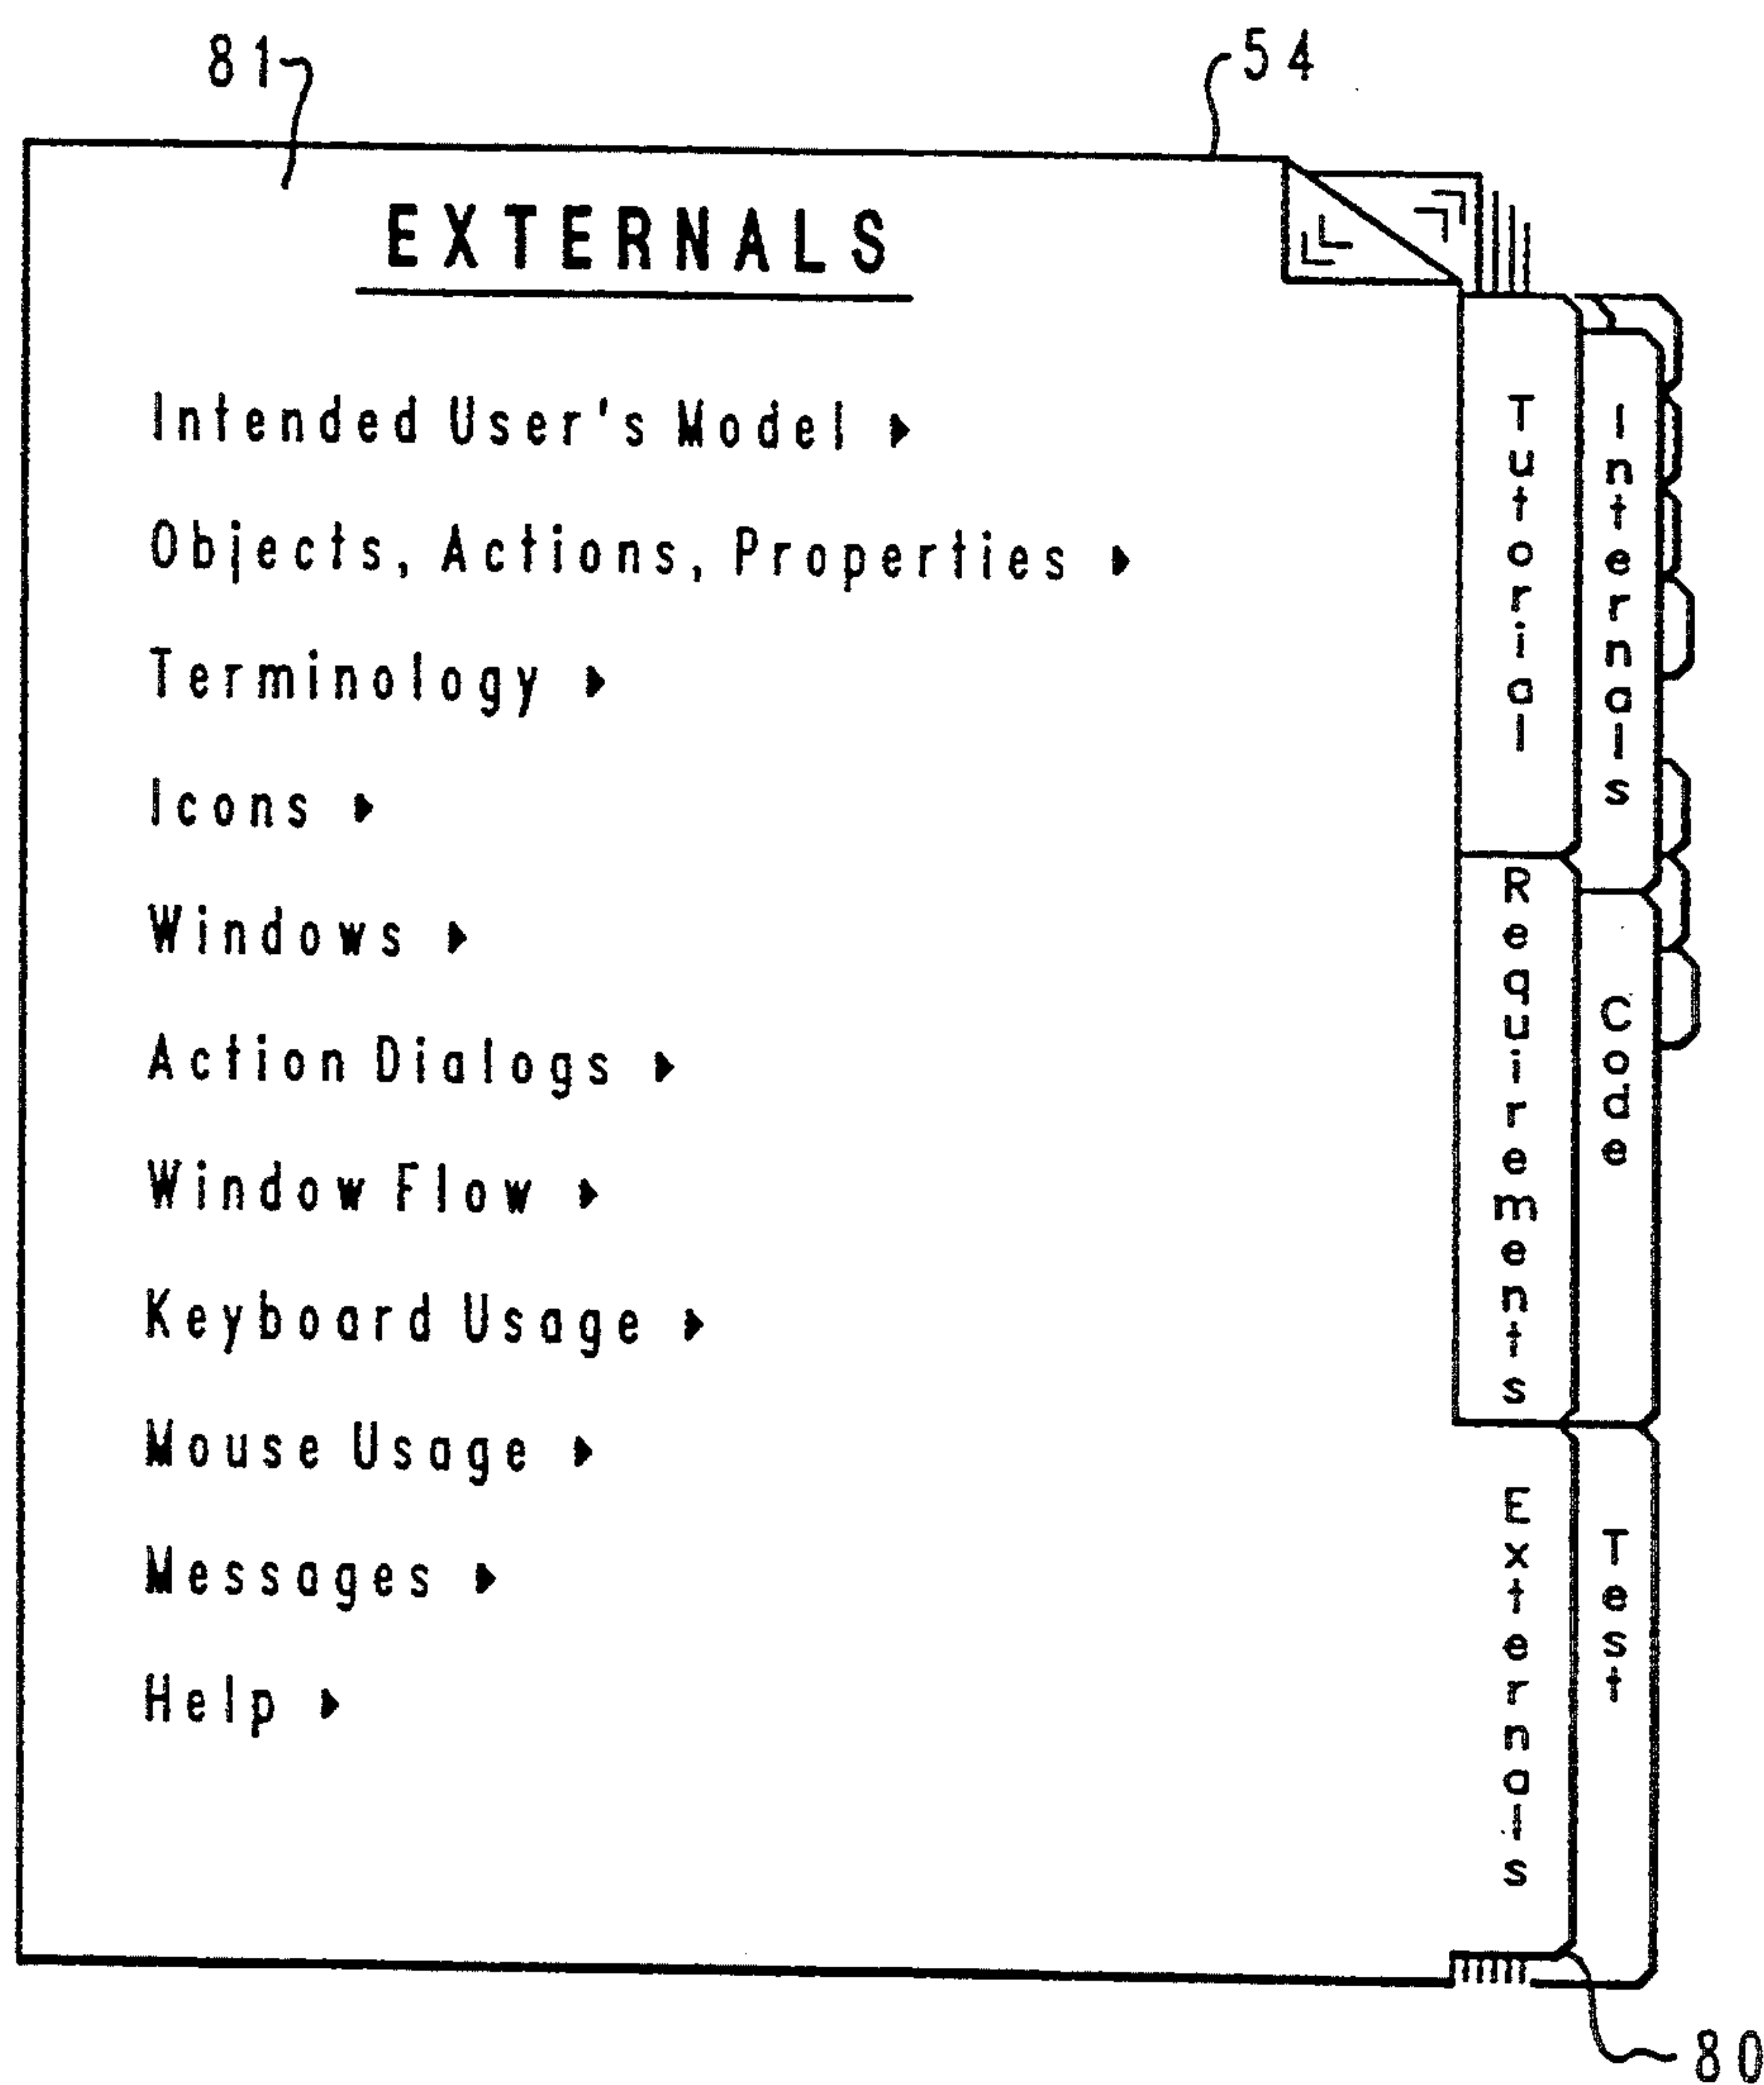 81
54
EXTERNALS
Intended User's Model
Objects, Actions, Properties
Terminology
Icons
Windows
Action Dialogs
Window Flow
Keyboard Usage
Mouse Usage
Messages
Help
Tutorial
Requirements
Externals
Internals
Code
Test
80